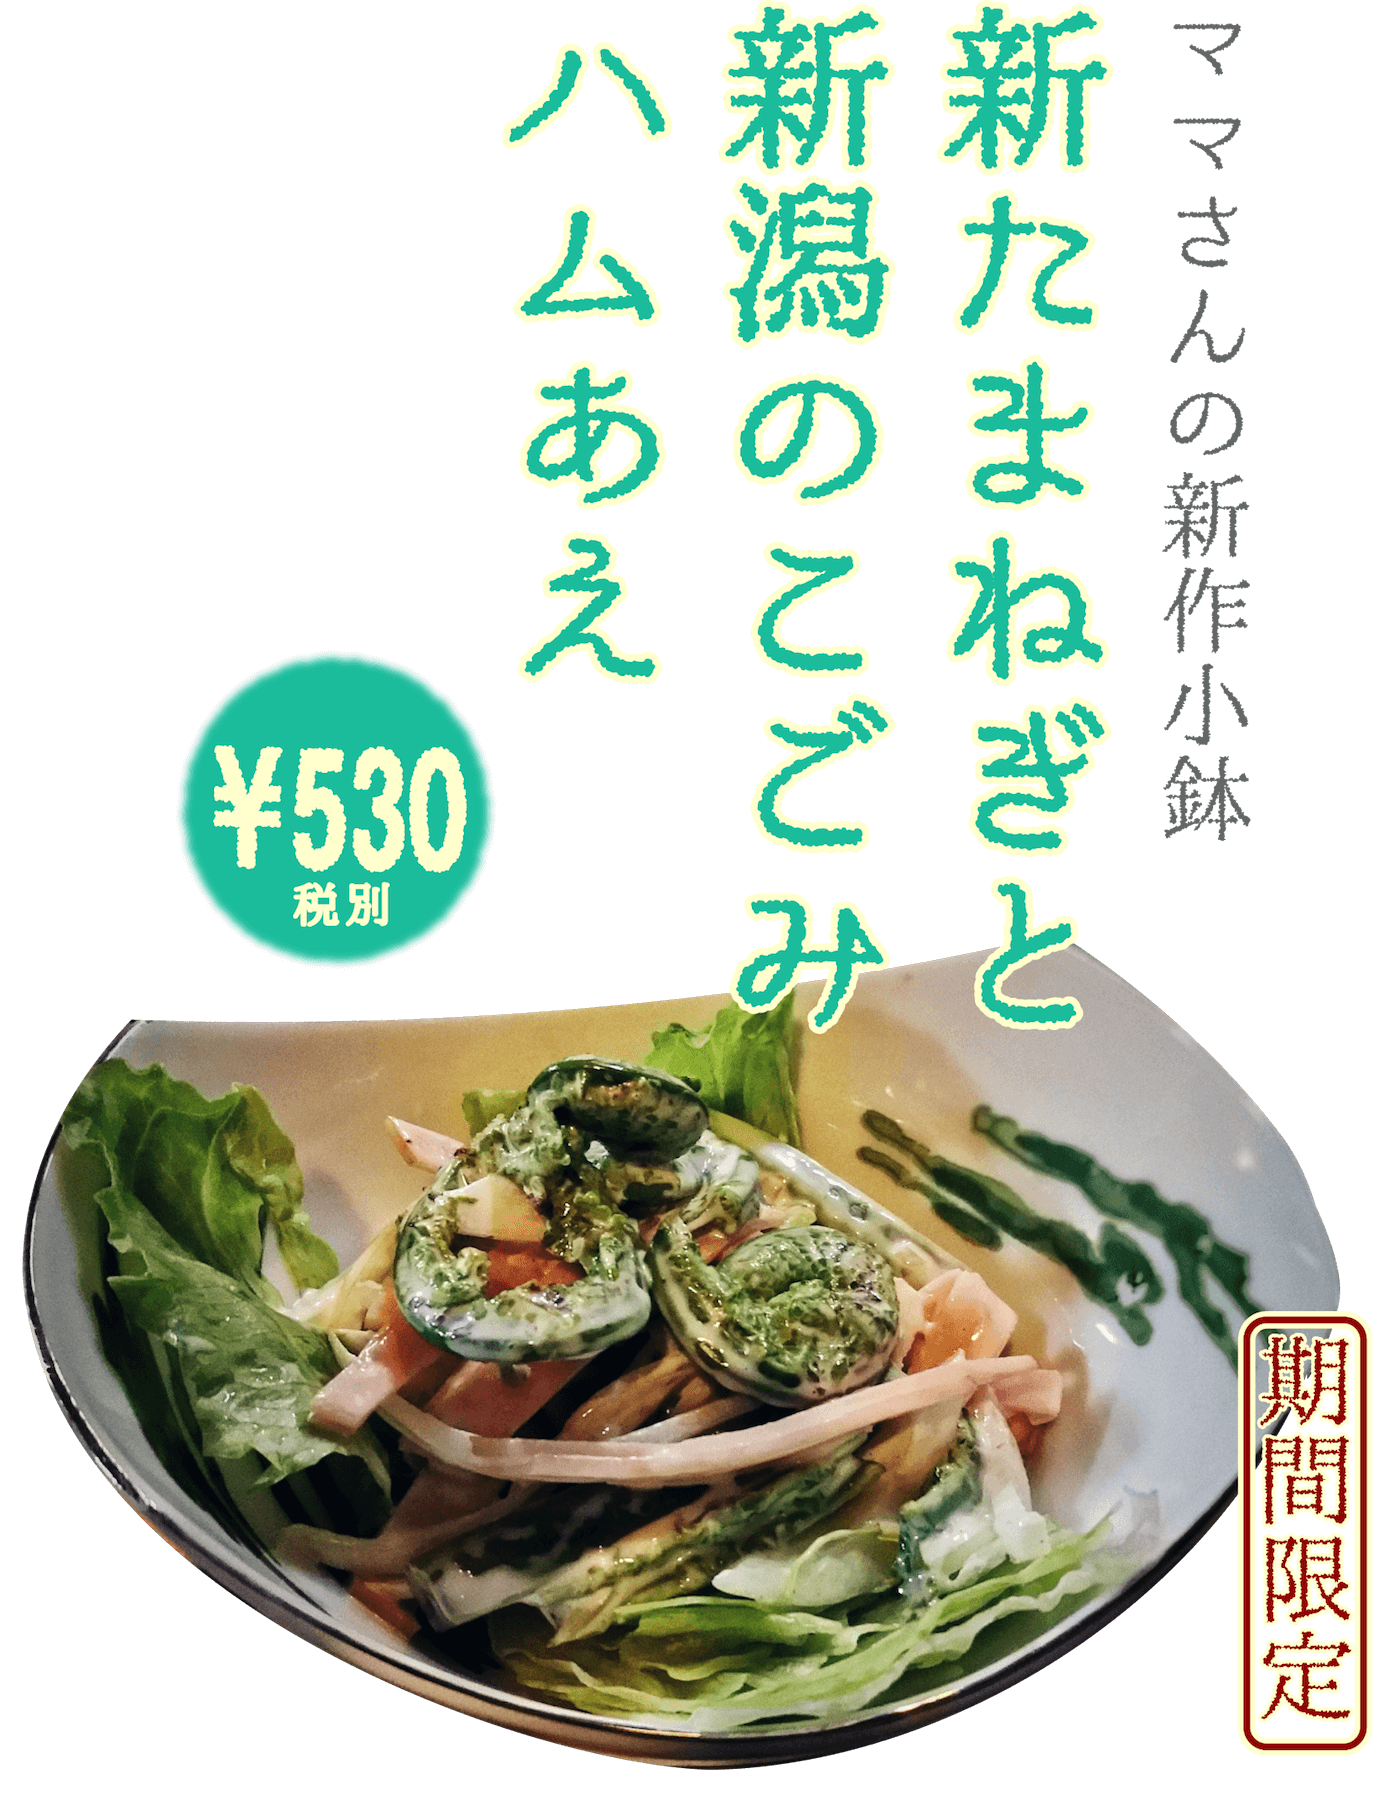 ママさんの新作小鉢
新たまねぎと
新潟のこごみ
ハムあえ
¥530
税別
期間限定